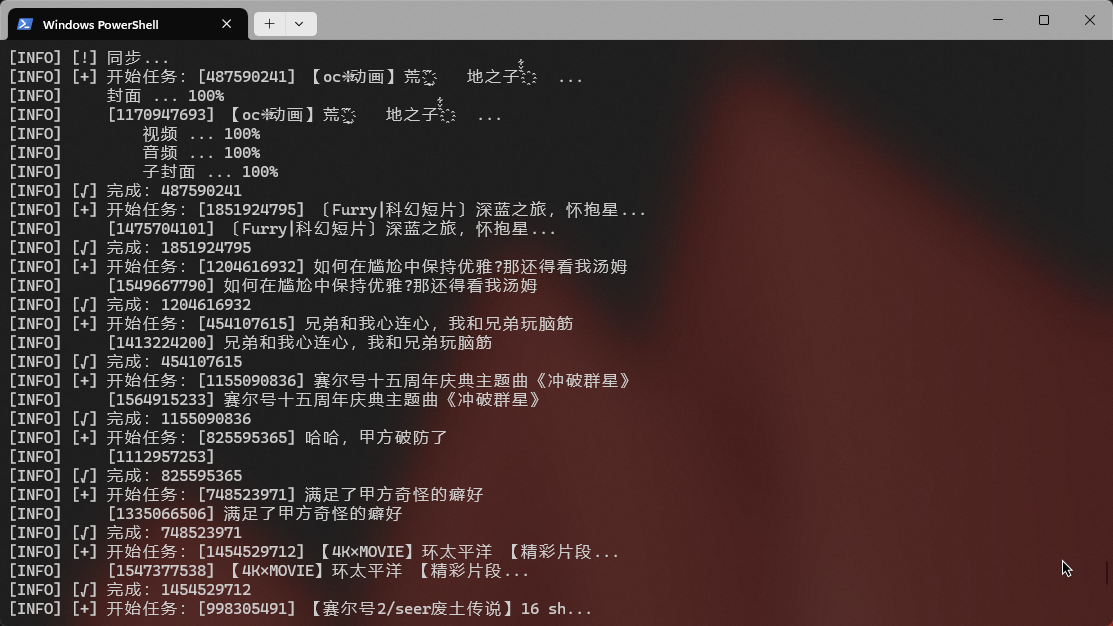 Windows PowerShell
[INFO] [!] 同步...
[INFO] [+] 开始任务: [487590241] 【oc动画】荒 地之子 ...
[INFO] 封面 ... 100%
[INFO] [1170947693] 【oc动画】荒 地之子 ...
[INFO] 视频 ... 100%
[INFO] 音频 ... 100%
[INFO] 子封面 ... 100%
[INFO] [√] 完成: 487590241
[INFO] [+] 开始任务: [1851924795] 〔Furry|科幻短片〕深蓝之旅，怀抱星...
[INFO] [1475704101] 〔Furry|科幻短片〕深蓝之旅，怀抱星...
[INFO] [√] 完成: 1851924795
[INFO] [+] 开始任务: [1204616932] 如何在尴尬中保持优雅?那还得看我汤姆
[INFO] [1549667790] 如何在尴尬中保持优雅?那还得看我汤姆
[INFO] [√] 完成: 1204616932
[INFO] [+] 开始任务: [454107615] 兄弟和我心连心，我和兄弟玩脑筋
[INFO] [1413224200] 兄弟和我心连心，我和兄弟玩脑筋
[INFO] [√] 完成: 454107615
[INFO] [+] 开始任务: [1155090836] 赛尔号十五周年庆典主题曲《冲破群星》
[INFO] [1564915233] 赛尔号十五周年庆典主题曲《冲破群星》
[INFO] [√] 完成: 1155090836
[INFO] [+] 开始任务: [825595365] 哈哈，甲方破防了
[INFO] [1112957253]
[INFO] [√] 完成: 825595365
[INFO] [+] 开始任务: [748523971] 满足了甲方奇怪的癖好
[INFO] [1335066506] 满足了甲方奇怪的癖好
[INFO] [√] 完成: 748523971
[INFO] [+] 开始任务: [1454529712] 【4K×MOVIE】环太平洋 【精彩片段...
[INFO] [1547377538] 【4K×MOVIE】环太平洋 【精彩片段...
[INFO] [√] 完成: 1454529712
[INFO] [+] 开始任务: [998305491] 【赛尔号2/seer废土传说】16 sh...